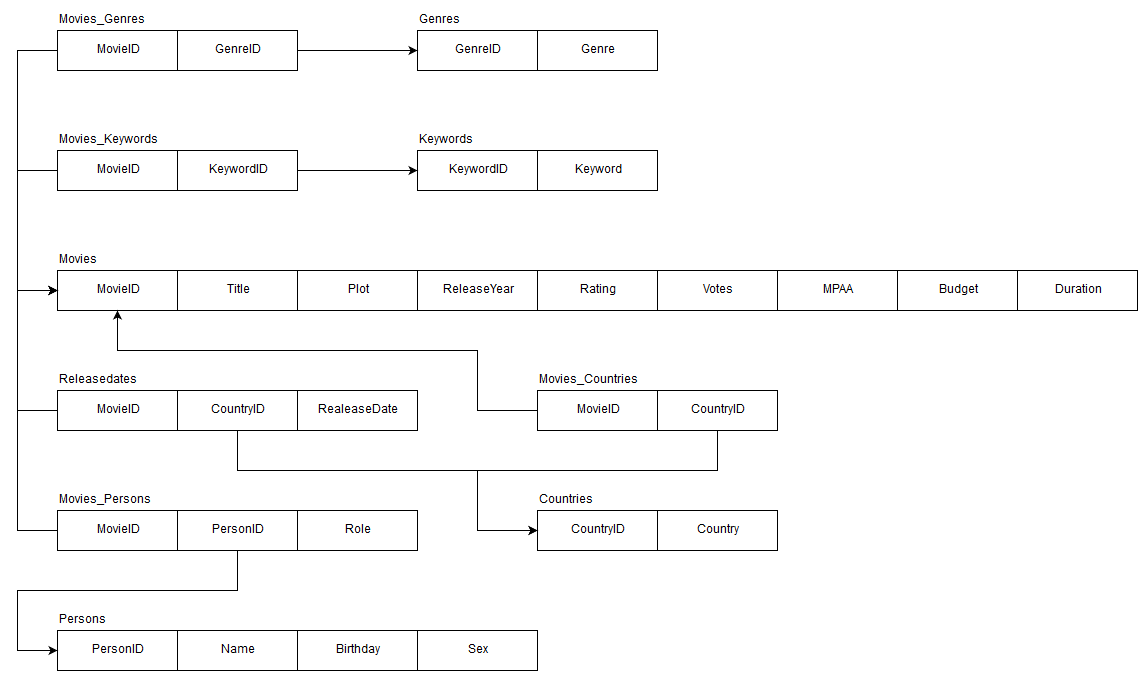 Movies_Genres Genres
MovieID GenreID GenreID Genre
Movies_Keywords Keywords
MovieID KeywordID KeywordID Keyword
Movies
MovieID Title Plot ReleaseYear Rating Votes MPAA Budget Duration
Releasedates Movies_Countries
MovieID CountryID RealeaseDate MovieID CountryID
Movies_Persons Countries
MovieID PersonID Role CountryID Country
Persons
PersonID Name Birthday Sex